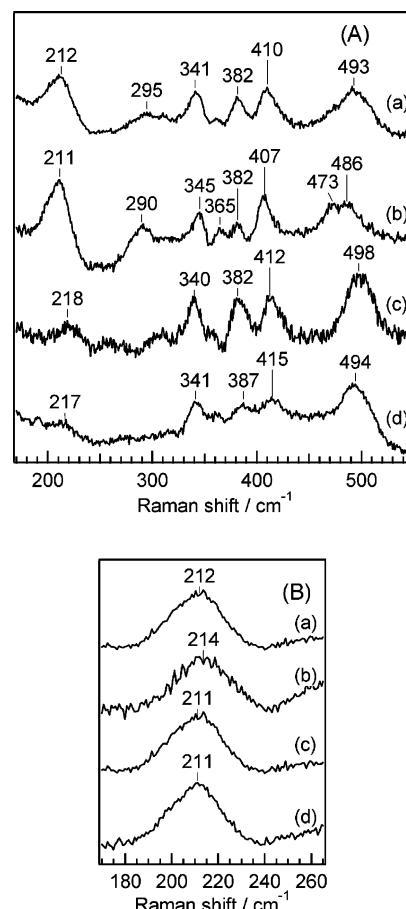 (A)
212 295 341 382 410 493
(a)
211 290 345 365 382 407 473 486
(b)
218 340 382 412 498
(c)
217 341 387 415 494
(d)
200 300 400 500
Raman shift / cm⁻¹
(B)
212
(a)
214
(b)
211
(c)
211
(d)
180 200 220 240 260
Raman shift / cm⁻¹